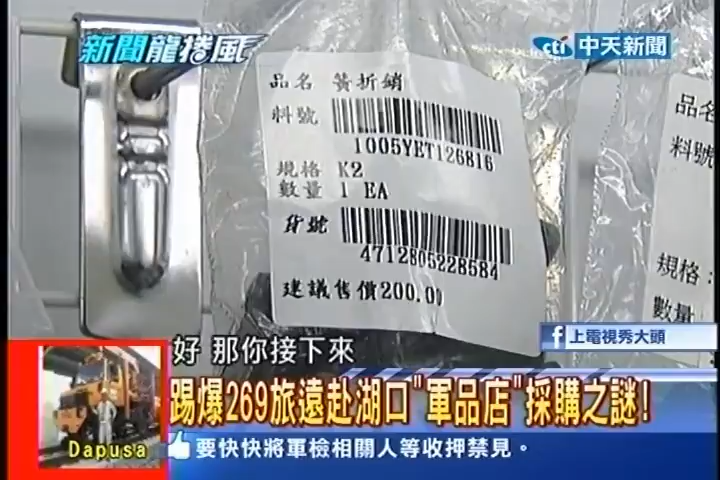 新聞龍捲風
cti 中天新聞
品名 簧折銷
料號
1005YET126816
規格 K2
數量 1 EA
貨號
4712805228584
建議售價200.00
品名
料號
規格:
數量
f 上電視秀大頭
好 那你接下來
踢爆269旅遠赴湖口"軍品店"採購之謎!
Dapusa
要快快將軍檢相關人等收押禁見。